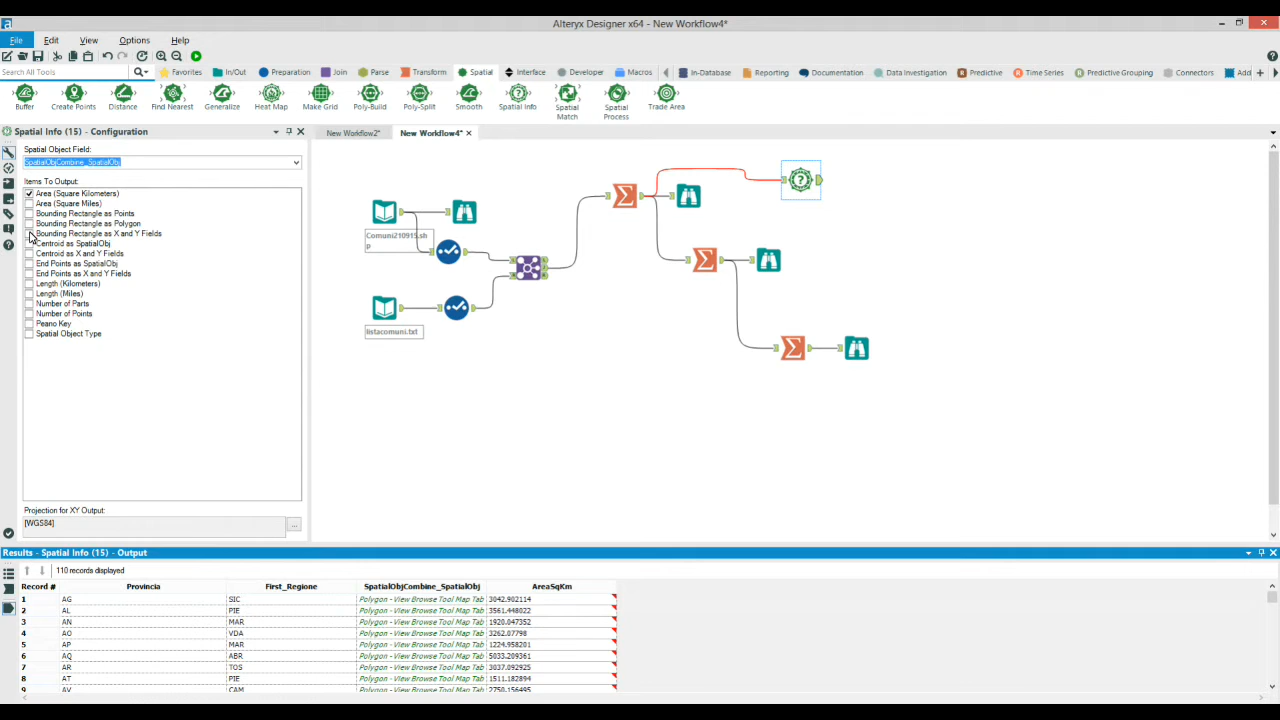 Alteryx Designer x64 - New Workflow4*
File Edit View Options Help
Search All Tools Favorites In/Out Preparation Join Parse Transform Spatial Interface Developer Macros In-Database Reporting Documentation Data Investigation Predictive Time Series Predictive Grouping Connectors Add
Buffer Create Points Distance Find Nearest Generalize Heat Map Make Grid Poly-Build Poly-Split Smooth Spatial Info Spatial Match Spatial Process Trade Area
Spatial Info (15) - Configuration
New Workflow2* New Workflow4*
Spatial Object Field:
SpatialObjCombine_SpatialObj
Items To Output:
Area (Square Kilometers)
Area (Square Miles)
Bounding Rectangle as Points
Bounding Rectangle as Polygon
Bounding Rectangle as X and Y Fields
Centroid as SpatialObj
Centroid as X and Y Fields
End Points as SpatialObj
End Points as X and Y Fields
Length (Kilometers)
Length (Miles)
Number of Parts
Number of Points
Peano Key
Spatial Object Type
Comuni210915.sh
p
listacomuni.txt
Projection for XY Output:
[WGS84]
...
Results - Spatial Info (15) - Output
110 records displayed
Record # Provincia First_Regione SpatialObjCombine_SpatialObj AreaSqKm
1 AG SIC Polygon - View Browse Tool Map Tab 3042.902114
2 AL PIE Polygon - View Browse Tool Map Tab 3561.448022
3 AN MAR Polygon - View Browse Tool Map Tab 1920.047352
4 AO VDA Polygon - View Browse Tool Map Tab 3262.07798
5 AP MAR Polygon - View Browse Tool Map Tab 1224.958201
6 AQ ABR Polygon - View Browse Tool Map Tab 5033.209361
7 AR TOS Polygon - View Browse Tool Map Tab 3037.092925
8 AT PIE Polygon - View Browse Tool Map Tab 1511.182894
9 AV CAM Polygon - View Browse Tool Map Tab 2750.156495